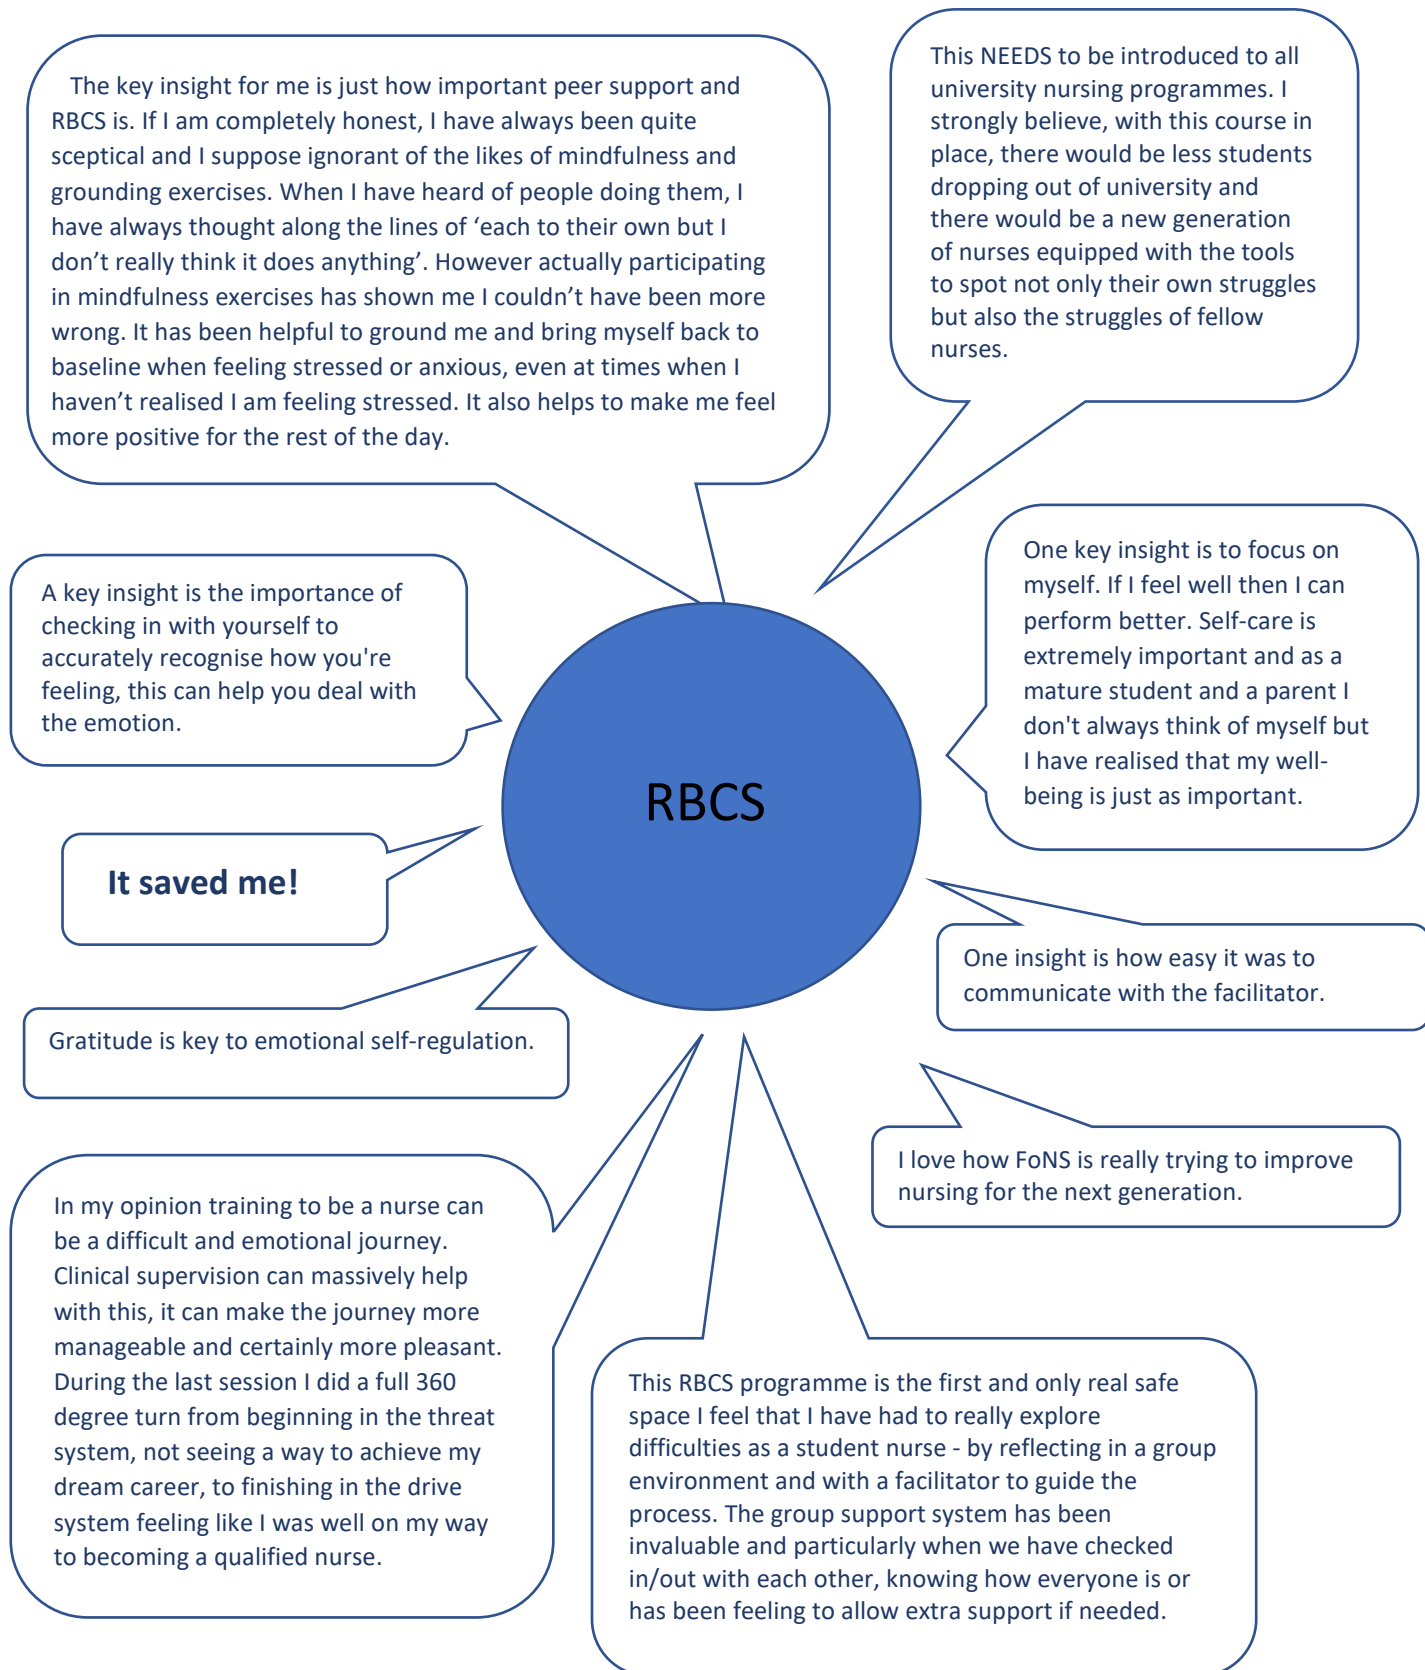 The key insight for me is just how important peer support and
RBCS is. If I am completely honest, I have always been quite
sceptical and I suppose ignorant of the likes of mindfulness and
grounding exercises. When I have heard of people doing them, I
have always thought along the lines of ‘each to their own but I
don’t really think it does anything’. However actually participating
in mindfulness exercises has shown me I couldn’t have been more
wrong. It has been helpful to ground me and bring myself back to
baseline when feeling stressed or anxious, even at times when I
haven’t realised I am feeling stressed. It also helps to make me feel
more positive for the rest of the day.
This NEEDS to be introduced to all
university nursing programmes. I
strongly believe, with this course in
place, there would be less students
dropping out of university and
there would be a new generation
of nurses equipped with the tools
to spot not only their own struggles
but also the struggles of fellow
nurses.
A key insight is the importance of
checking in with yourself to
accurately recognise how you're
feeling, this can help you deal with
the emotion.
One key insight is to focus on
myself. If I feel well then I can
perform better. Self-care is
extremely important and as a
mature student and a parent I
don't always think of myself but
I have realised that my well-
being is just as important.
RBCS
It saved me!
One insight is how easy it was to
communicate with the facilitator.
Gratitude is key to emotional self-regulation.
I love how FoNS is really trying to improve
nursing for the next generation.
In my opinion training to be a nurse can
be a difficult and emotional journey.
Clinical supervision can massively help
with this, it can make the journey more
manageable and certainly more pleasant.
During the last session I did a full 360
degree turn from beginning in the threat
system, not seeing a way to achieve my
dream career, to finishing in the drive
system feeling like I was well on my way
to becoming a qualified nurse.
This RBCS programme is the first and only real safe
space I feel that I have had to really explore
difficulties as a student nurse - by reflecting in a group
environment and with a facilitator to guide the
process. The group support system has been
invaluable and particularly when we have checked
in/out with each other, knowing how everyone is or
has been feeling to allow extra support if needed.